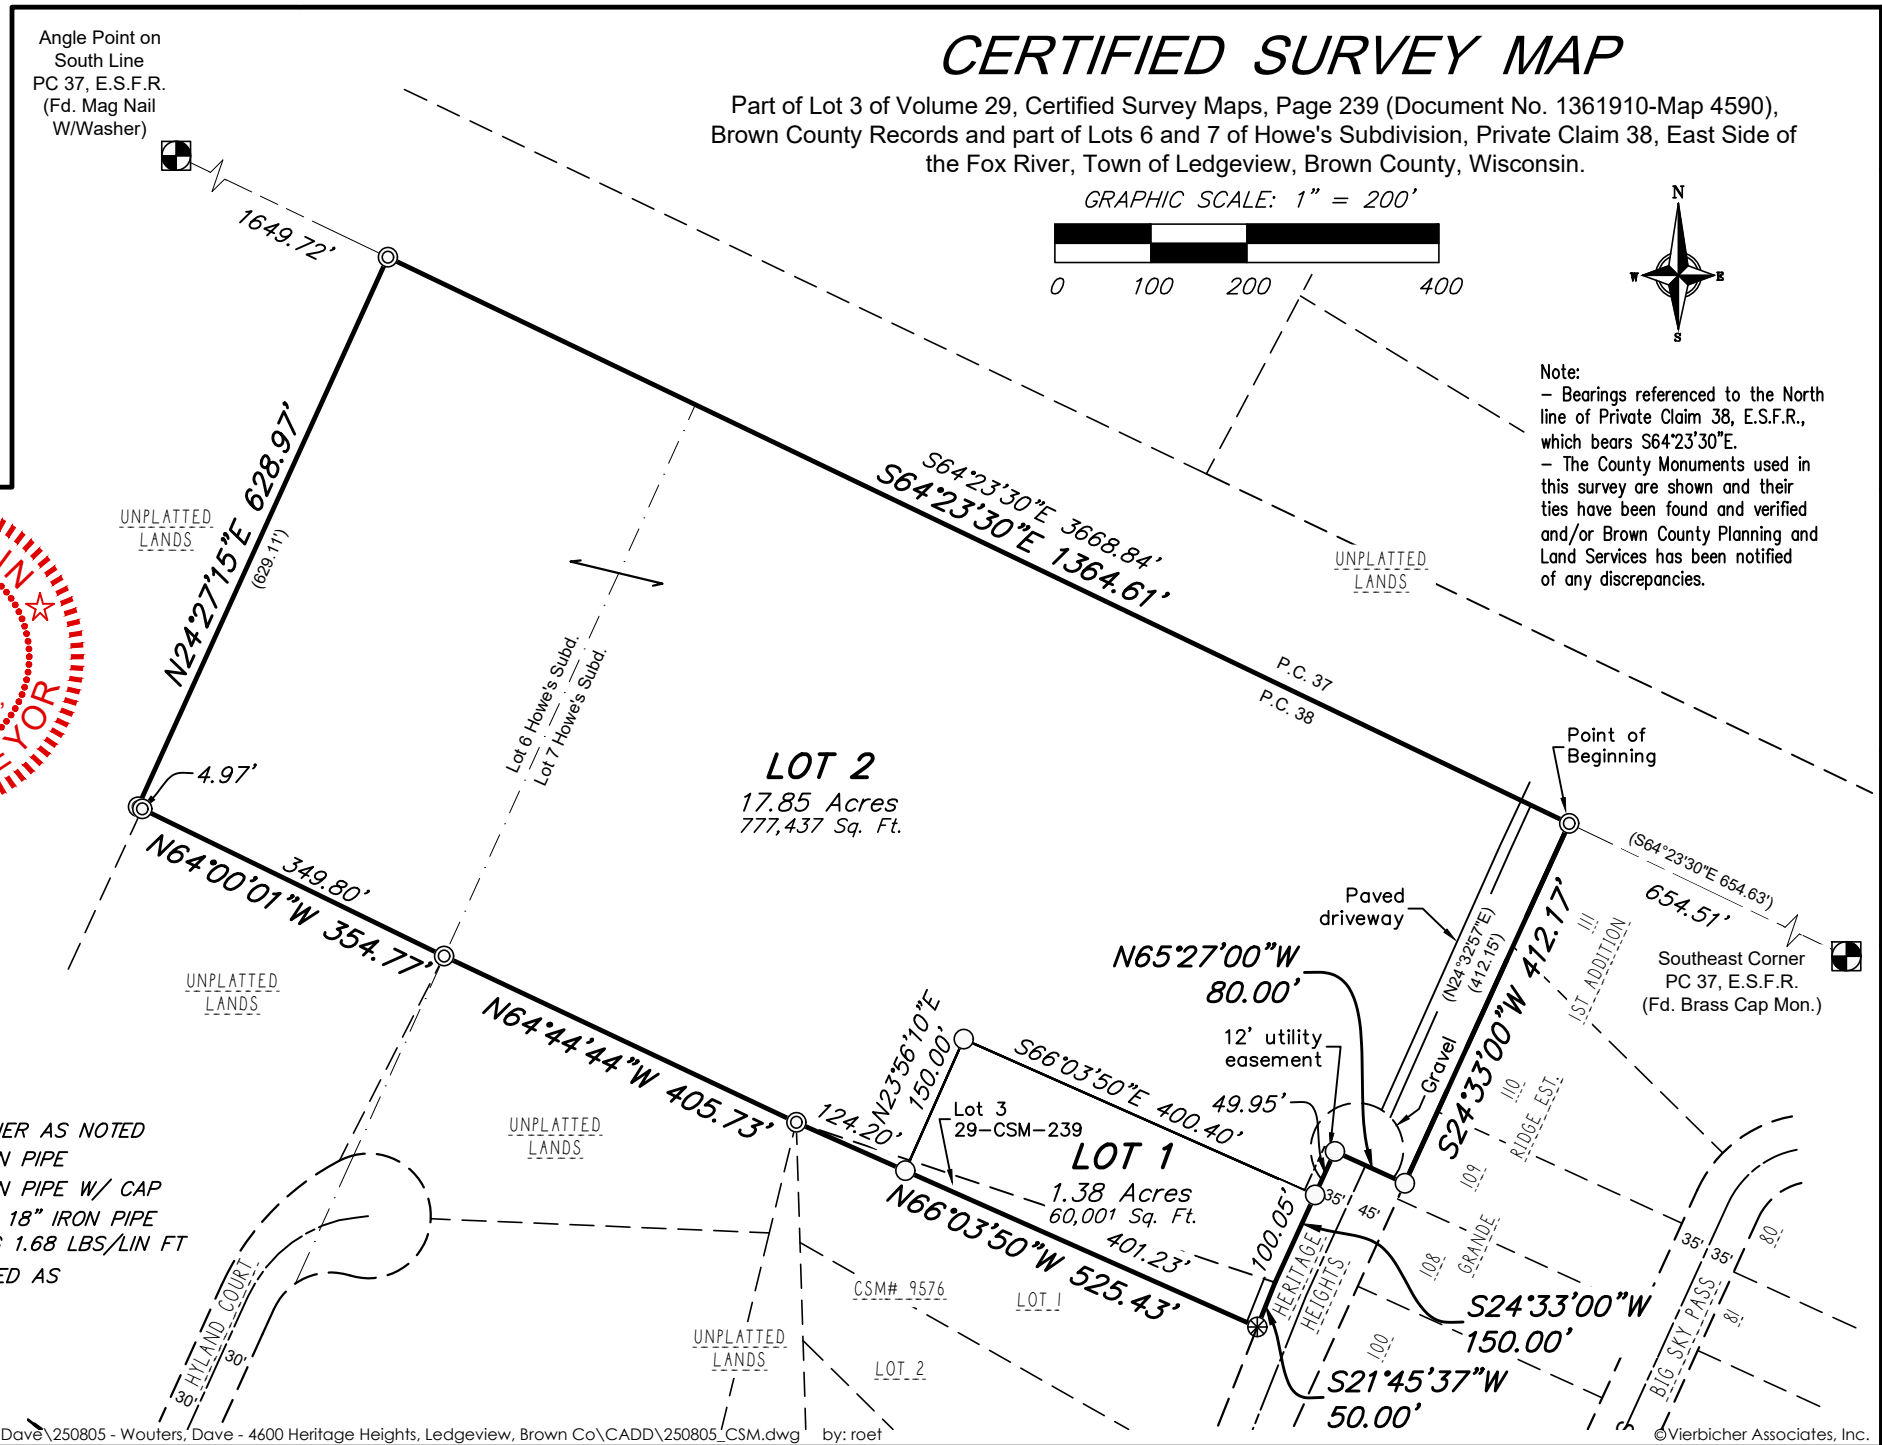 CERTIFIED SURVEY MAP
Part of Lot 3 of Volume 29, Certified Survey Maps, Page 239 (Document No. 1361910-Map 4590),
Brown County Records and part of Lots 6 and 7 of Howe's Subdivision, Private Claim 38, East Side of
the Fox River, Town of Ledgeview, Brown County, Wisconsin.
GRAPHIC SCALE: 1" = 200'
0 100 200 400
N
W E
S
Angle Point on
South Line
PC 37, E.S.F.R.
(Fd. Mag Nail
W/Washer)
1649.72'
Note:
- Bearings referenced to the North
line of Private Claim 38, E.S.F.R.,
which bears S64°23'30"E.
- The County Monuments used in
this survey are shown and their
ties have been found and verified
and/or Brown County Planning and
Land Services has been notified
of any discrepancies.
N24°27'15"E 628.97'
(629.11')
UNPLATTED
LANDS
S64°23'30"E 3668.84'
S64°23'30"E 1364.61'
UNPLATTED
LANDS
P.C. 37
P.C. 38
Lot 6 Howe's Subd.
Lot 7 Howe's Subd.
IN
YOR
4.97'
LOT 2
17.85 Acres
777,437 Sq. Ft.
Point of
Beginning
(S64°23'30"E 654.63')
654.51'
Southeast Corner
PC 37, E.S.F.R.
(Fd. Brass Cap Mon.)
349.80'
N64°00'01"W 354.77'
UNPLATTED
LANDS
N64°44'44"W 405.73'
UNPLATTED
LANDS
Paved
driveway
(N24°32'57"E)
(412.15')
S24°33'00"W 412.17'
Gravel
N65°27'00"W
80.00'
12' utility
easement
49.95'
N23°56'10"E
150.00'
S66°03'50"E 400.40'
124.20'
Lot 3
29-CSM-239
LOT 1
1.38 Acres
60,001 Sq. Ft.
401.23'
N66°03'50"W 525.43'
100.05'
35'
45'
HERITAGE
HEIGHTS
S24°33'00"W
150.00'
S21°45'37"W
50.00'
111
1ST ADDITION
110
RIDGE EST.
109
GRANDE
108
100
35'
35'
80
81
BIG SKY PASS
ER AS NOTED
N PIPE
N PIPE W/ CAP
18" IRON PIPE
1.68 LBS/LIN FT
ED AS
HYLAND COURT
30'
30'
CSM# 9576
LOT 1
LOT 2
UNPLATTED
LANDS
Dave\250805 - Wouters, Dave - 4600 Heritage Heights, Ledgeview, Brown Co\CADD\250805_CSM.dwg by: roet
©Vierbicher Associates, Inc.